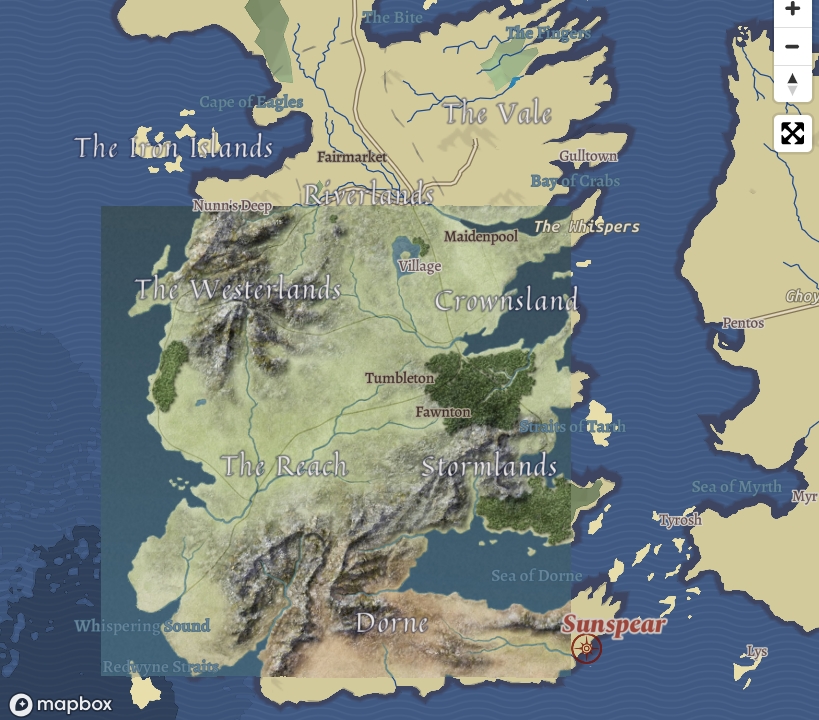 The Bite
The Fingers
Cape of Eagles
The Vale
The Iron Islands
Fairmarket
Gulltown
Bay of Crabs
Riverlands
Nunn's Deep
The Whispers
Maidenpool
Village
The Westerlands
Crownsland
Ghoy
Pentos
Tumbleton
Fawnton
Straits of Tarth
The Reach
Stormlands
Sea of Myrth
Myr
Tyrosh
Sea of Dorne
Whispering Sound
Dorne
Sunspear
Lys
Redwyne Straits
mapbox